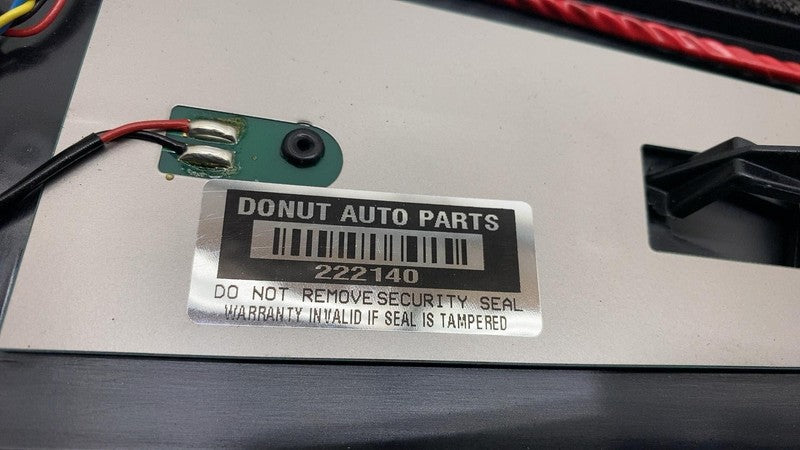 DONUT AUTO PARTS
222140
DO NOT REMOVE SECURITY SEAL
WARRANTY INVALID IF SEAL IS TAMPERED